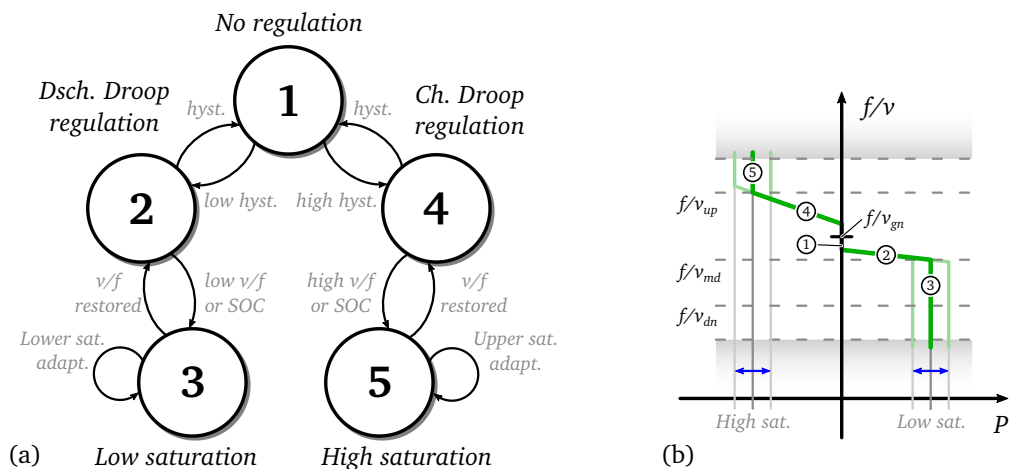 No regulation
1
Dsch. Droop
regulation
hyst.
hyst.
Ch. Droop
regulation
2
low hyst.
high hyst.
4
v/f
restored
low v/f
or SOC
high v/f
or SOC
v/f
restored
Lower sat.
adapt.
3
5
Upper sat.
adapt.
(a)
Low saturation
High saturation
f/v
5
f/v_up
4
f/v_gn
1
2
f/v_md
3
f/v_dn
High sat.
Low sat.
P
(b)